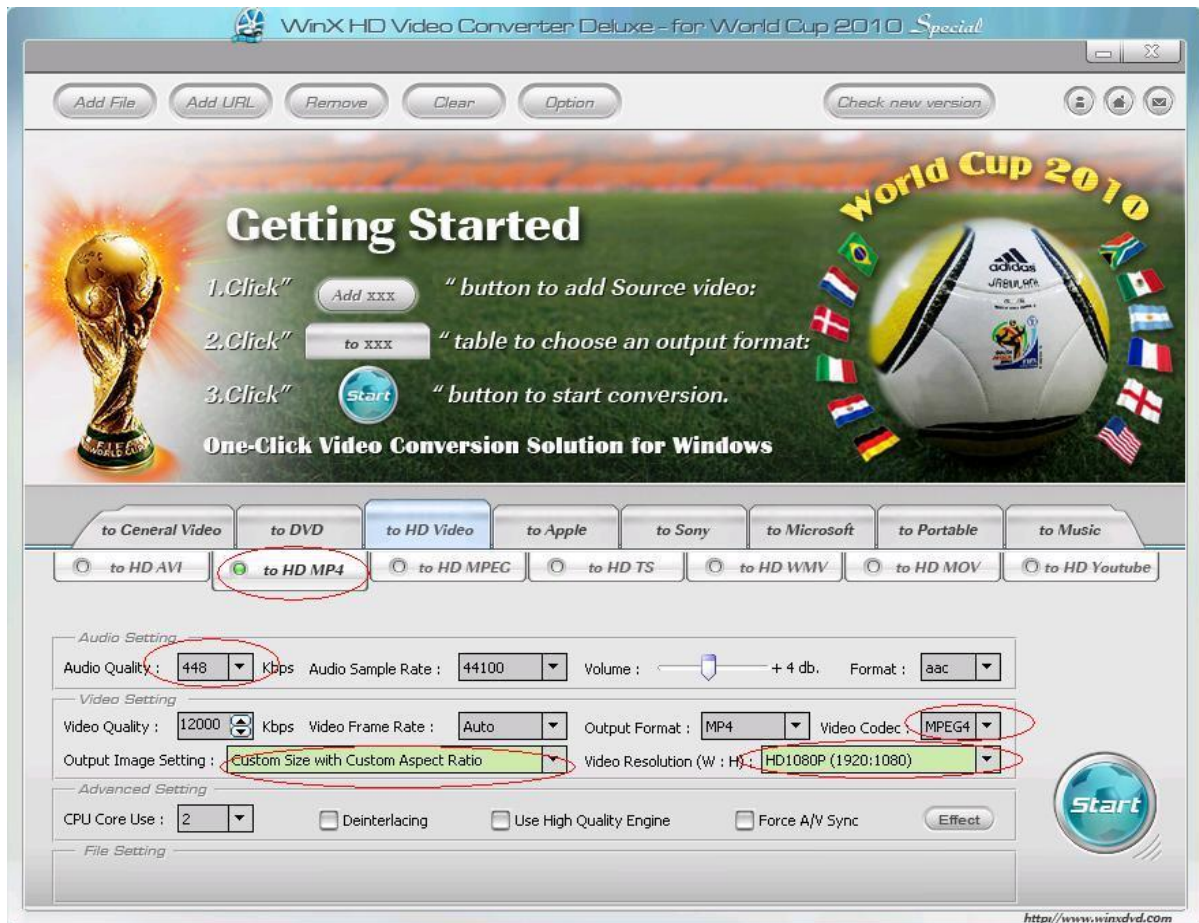 WinX HD Video Converter Deluxe - for World Cup 2010 Special
Add File Add URL Remove Clear Option Check new version
World Cup 2010
Getting Started
1.Click" Add xxx " button to add Source video:
2.Click" to xxx " table to choose an output format:
3.Click" Start " button to start conversion.
One-Click Video Conversion Solution for Windows
adidas
JABULANI
FIFA
WORLD CUP
to General Video to DVD to HD Video to Apple to Sony to Microsoft to Portable to Music
to HD AVI to HD MP4 to HD MPEG to HD TS to HD WMV to HD MOV to HD Youtube
Audio Setting
Audio Quality : 448 Kbps Audio Sample Rate : 44100 Volume : + 4 db. Format : aac
Video Setting
Video Quality : 12000 Kbps Video Frame Rate : Auto Output Format : MP4 Video Codec : MPEG4
Output Image Setting : Custom Size with Custom Aspect Ratio Video Resolution (W : H) : HD1080P (1920:1080)
Advanced Setting
CPU Core Use : 2 Deinterlacing Use High Quality Engine Force A/V Sync Effect
Start
File Setting
http://www.winxdvd.com